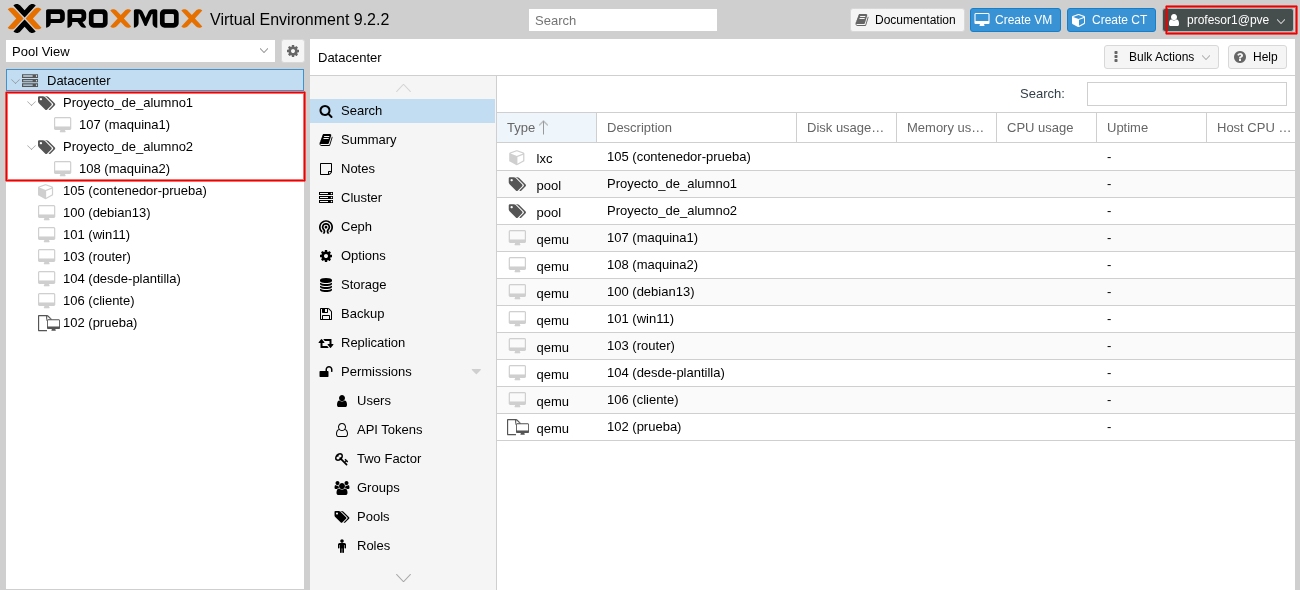 PROXMOX Virtual Environment 9.2.2 Search Documentation Create VM Create CT profesor1@pve
Pool View
Datacenter
Proyecto_de_alumno1
107 (maquina1)
Proyecto_de_alumno2
108 (maquina2)
105 (contenedor-prueba)
100 (debian13)
101 (win11)
103 (router)
104 (desde-plantilla)
106 (cliente)
102 (prueba)
Datacenter Bulk Actions Help
Search
Summary
Notes
Cluster
Ceph
Options
Storage
Backup
Replication
Permissions
Users
API Tokens
Two Factor
Groups
Pools
Roles
Search:
Type Description Disk usage... Memory us... CPU usage Uptime Host CPU ...
lxc 105 (contenedor-prueba) -
pool Proyecto_de_alumno1 -
pool Proyecto_de_alumno2 -
qemu 107 (maquina1) -
qemu 108 (maquina2) -
qemu 100 (debian13) -
qemu 101 (win11) -
qemu 103 (router) -
qemu 104 (desde-plantilla) -
qemu 106 (cliente) -
qemu 102 (prueba) -